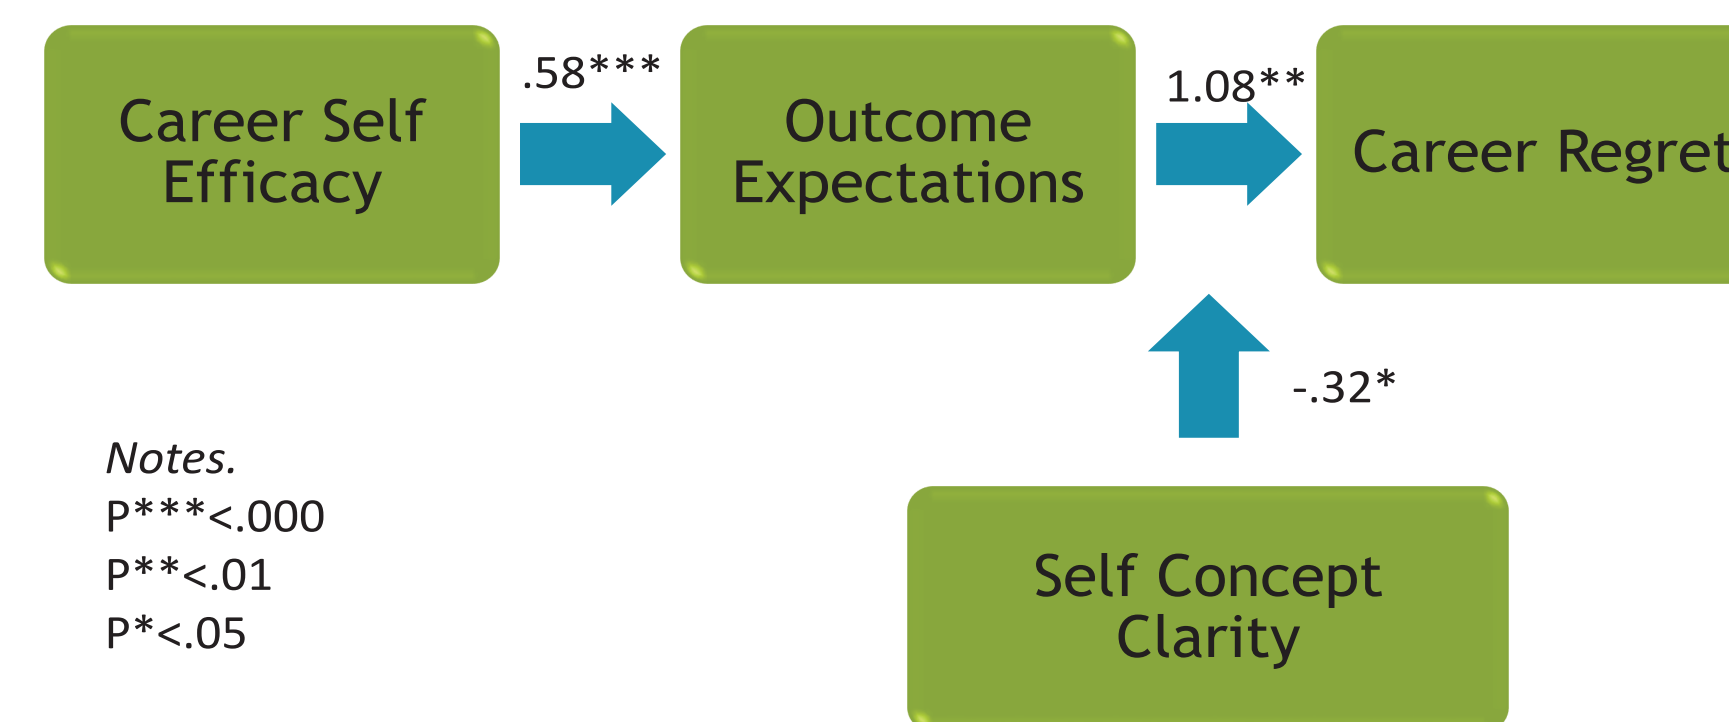 Career Self
Efficacy
.58***
Outcome
Expectations
1.08**
Career Regret
-.32*
Notes.
P***<.000
P**<.01
P*<.05
Self Concept
Clarity